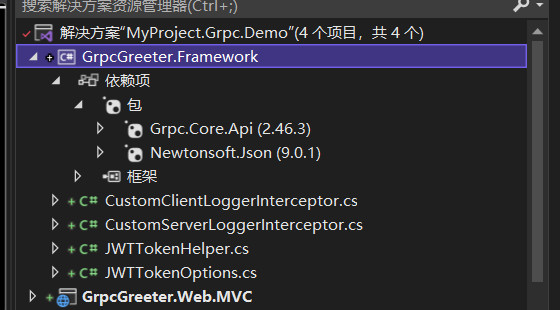 搜索解决方案资源管理器(Ctrl+;)
解决方案"MyProject.Grpc.Demo"(4 个项目，共 4 个)
GrpcGreeter.Framework
依赖项
包
Grpc.Core.Api (2.46.3)
Newtonsoft.Json (9.0.1)
框架
C# CustomClientLoggerInterceptor.cs
C# CustomServerLoggerInterceptor.cs
C# JWTTokenHelper.cs
C# JWTTokenOptions.cs
GrpcGreeter.Web.MVC